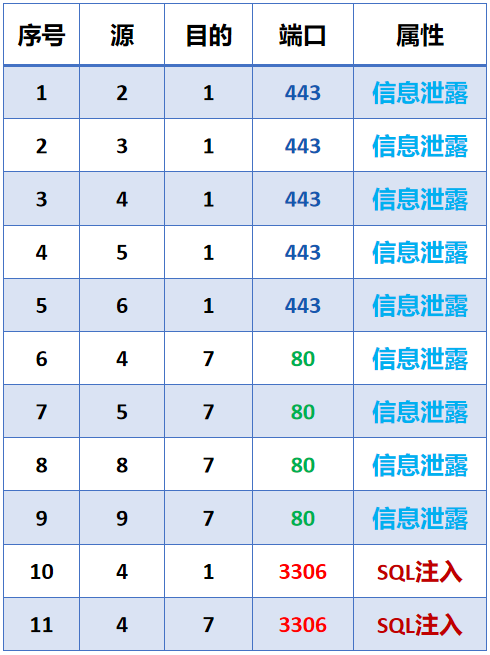 序号 源 目的 端口 属性
1 2 1 443 信息泄露
2 3 1 443 信息泄露
3 4 1 443 信息泄露
4 5 1 443 信息泄露
5 6 1 443 信息泄露
6 4 7 80 信息泄露
7 5 7 80 信息泄露
8 8 7 80 信息泄露
9 9 7 80 信息泄露
10 4 1 3306 SQL注入
11 4 7 3306 SQL注入